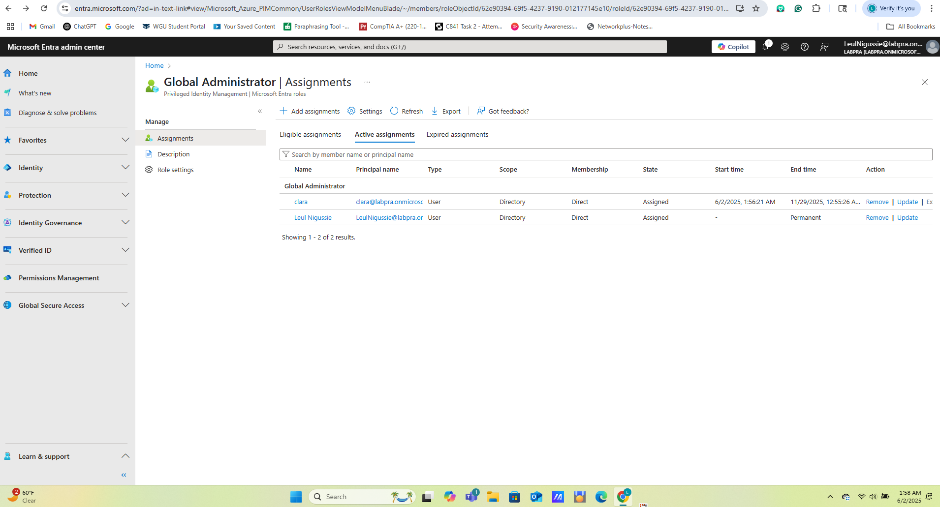 entra.microsoft.com/?ad=in-text-link#view/Microsoft_Azure_PIMCommon/UserRolesViewModelMenuBlade/~/members/roleObjectId/62e90394-69f5-4237-9190-012177145e10/roleId/62e90394-69f5-4237-9190-01...
Verify it's you
Gmail ChatGPT Google WGU Student Portal Your Saved Content Paraphrasing Tool -... CompTIA A+ (220-1... C841 Task 2 - Attem... Security Awareness:... Networkplus-Notes... All Bookmarks
Microsoft Entra admin center
Search resources, services, and docs (G+/)
Copilot
LeulNigussie@labpra.on...
LABPRA (LABPRA.ONMICROSOF...
Home
What's new
Diagnose & solve problems
Favorites
Identity
Protection
Identity Governance
Verified ID
Permissions Management
Global Secure Access
Learn & support
Home
Global Administrator | Assignments ...
Privileged Identity Management | Microsoft Entra roles
Manage
Assignments
Description
Role settings
Add assignments Settings Refresh Export Got feedback?
Eligible assignments Active assignments Expired assignments
Search by member name or principal name
Name Principal name Type Scope Membership State Start time End time Action
Global Administrator
clara clara@labpra.onmicrosc User Directory Direct Assigned 6/2/2025, 1:56:21 AM 11/29/2025, 12:55:26 A... Remove | Update | Ex
Leul Nigussie LeulNigussie@labpra.or User Directory Direct Assigned - Permanent Remove | Update
Showing 1 - 2 of 2 results.
2
60°F
Clear
Search
1:58 AM
6/2/2025